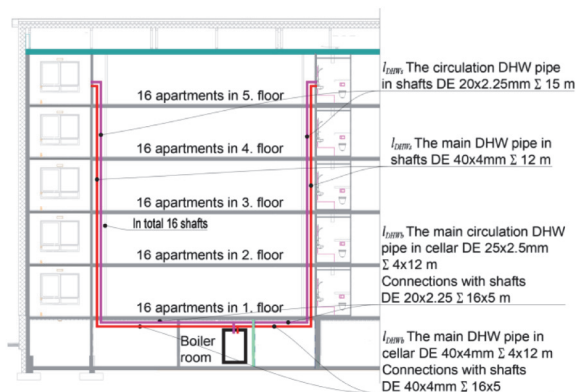 l_DHWs The circulation DHW pipe
in shafts DE 20x2.25mm Σ 15 m
16 apartments in 5. floor
16 apartments in 4. floor
l_DHWs The main DHW pipe in
shafts DE 40x4mm Σ 12 m
16 apartments in 3. floor
In total 16 shafts
16 apartments in 2. floor
l_DHWb The main circulation DHW
pipe in cellar DE 25x2.5mm
Σ 4x12 m
Connections with shafts
DE 20x2.25 Σ 16x5 m
16 apartments in 1. floor
Boiler
room
l_DHWb The main DHW pipe in
cellar DE 40x4mm Σ 4x12 m
Connections with shafts
DE 40x4mm Σ 16x5